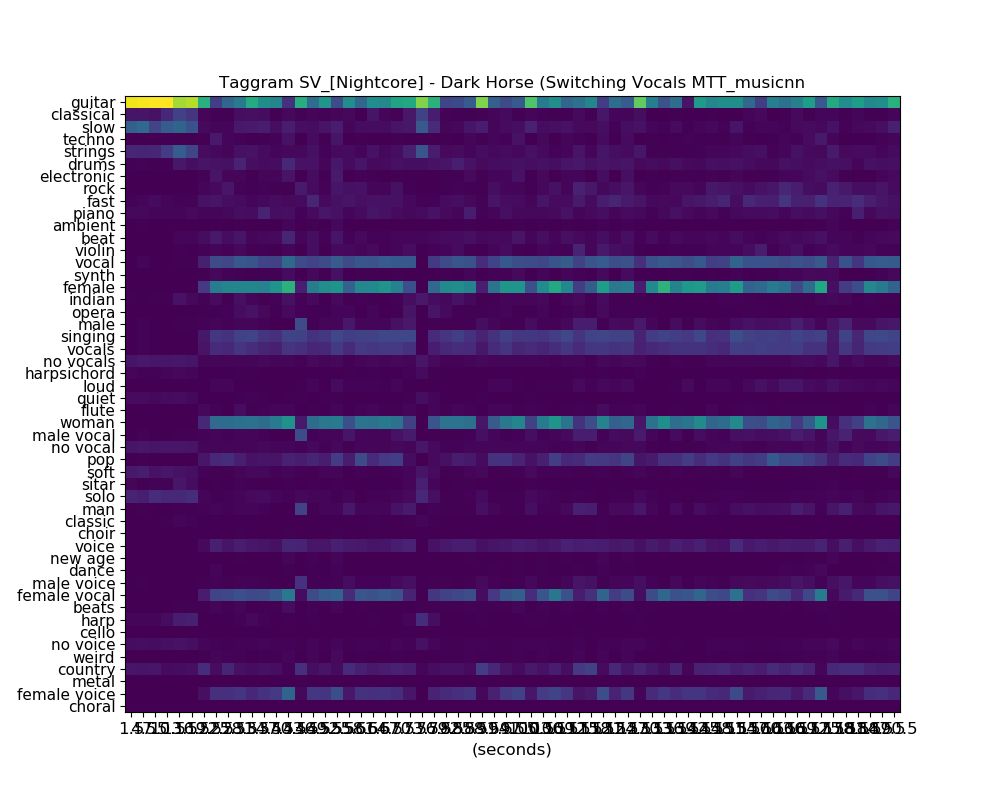 Taggram SV_[Nightcore] - Dark Horse (Switching Vocals MTT_musicnn
guitar
classical
slow
techno
strings
drums
electronic
rock
fast
piano
ambient
beat
violin
vocal
synth
female
indian
opera
male
singing
vocals
no vocals
harpsichord
loud
quiet
flute
woman
male vocal
no vocal
pop
soft
sitar
solo
man
classic
choir
voice
new age
dance
male voice
female vocal
beats
harp
cello
no voice
weird
country
metal
female voice
choral
(seconds)